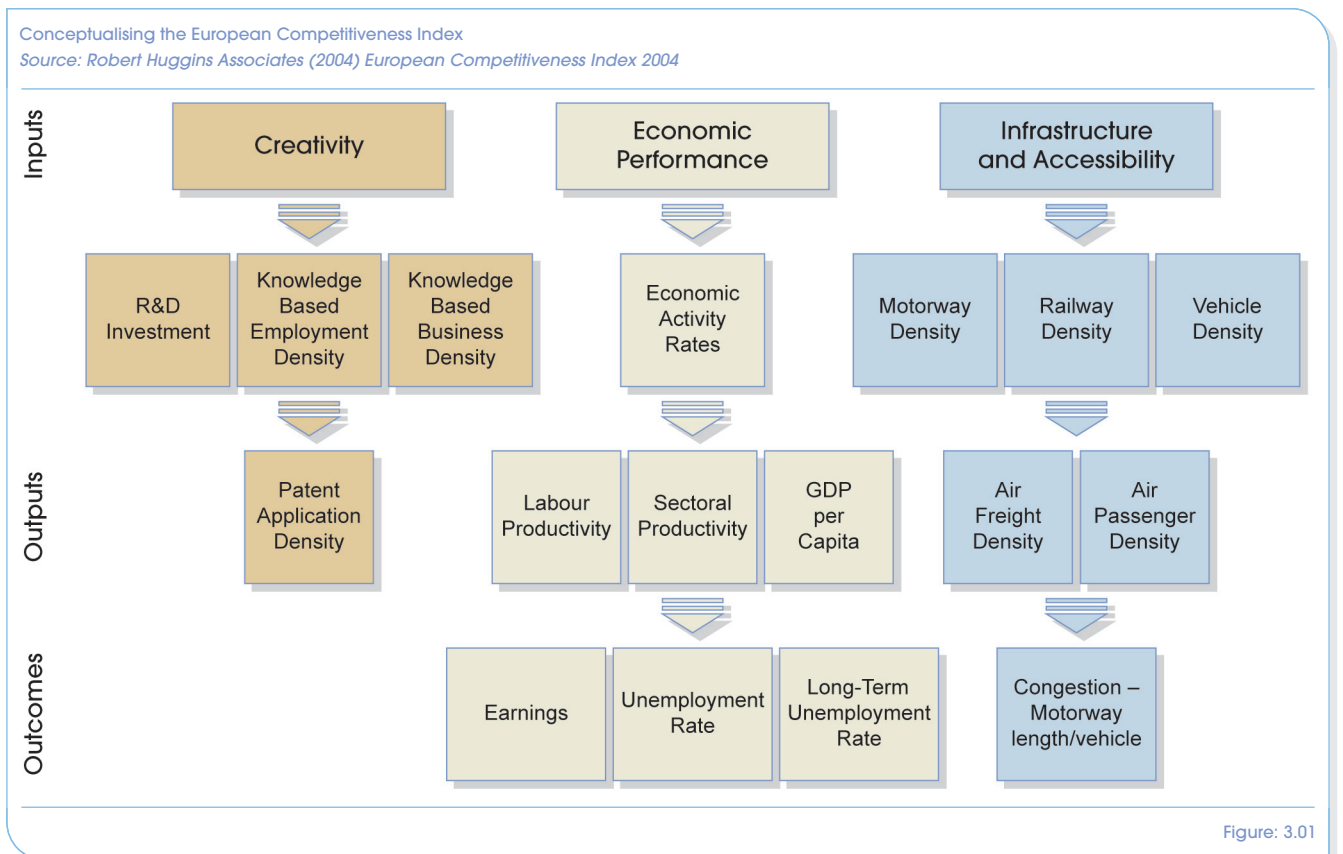 Conceptualising the European Competitiveness Index
Source: Robert Huggins Associates (2004) European Competitiveness Index 2004
Inputs
Creativity
Economic
Performance
Infrastructure
and Accessibility
R&D
Investment
Knowledge
Based
Employment
Density
Knowledge
Based
Business
Density
Economic
Activity
Rates
Motorway
Density
Railway
Density
Vehicle
Density
Outputs
Patent
Application
Density
Labour
Productivity
Sectoral
Productivity
GDP
per
Capita
Air
Freight
Density
Air
Passenger
Density
Outcomes
Earnings
Unemployment
Rate
Long-Term
Unemployment
Rate
Congestion –
Motorway
length/vehicle
Figure: 3.01